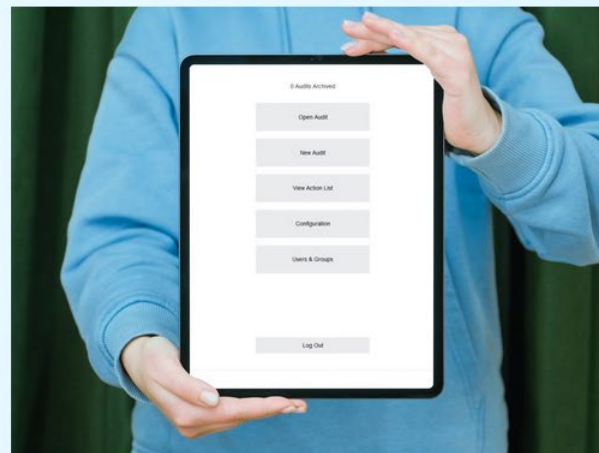 0 Audits Archived
Open Audit
New Audit
View Action List
Configuration
Users & Groups
Log Out